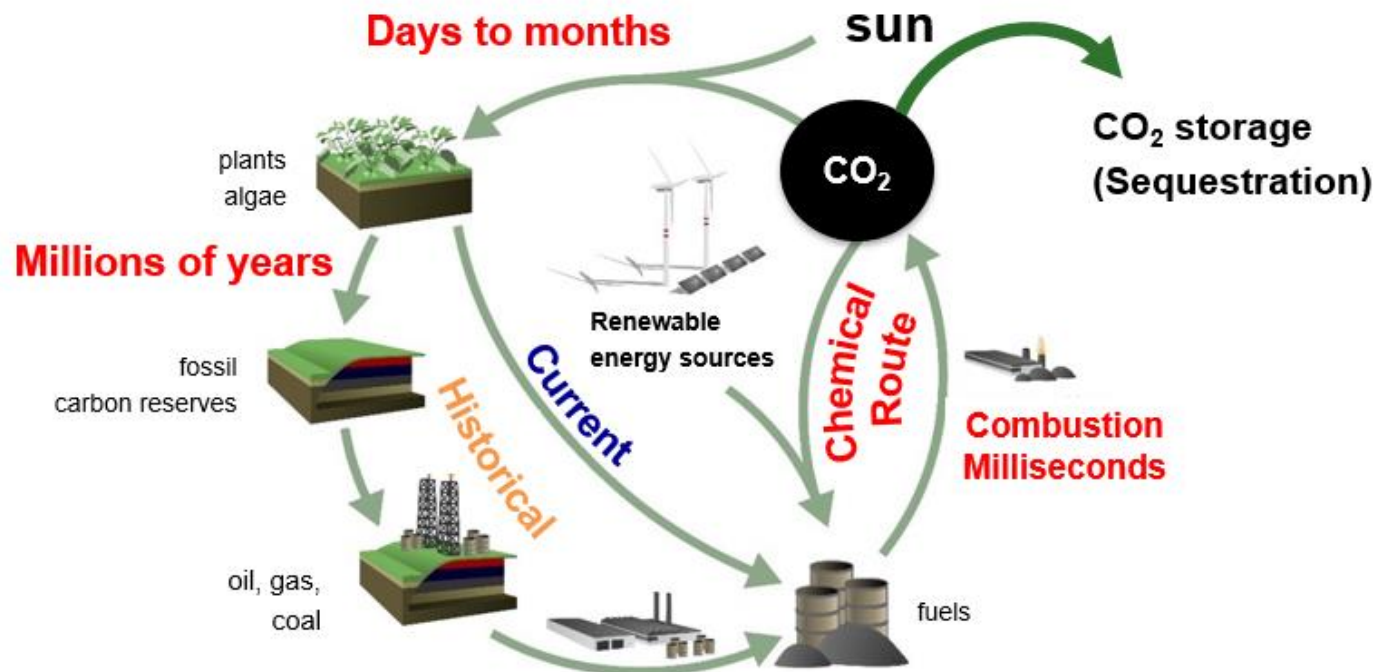 Days to months
sun
CO₂ storage
(Sequestration)
CO₂
plants
algae
Millions of years
Renewable
energy sources
Chemical
Route
fossil
carbon reserves
Historical
Current
Combustion
Milliseconds
oil, gas,
coal
fuels